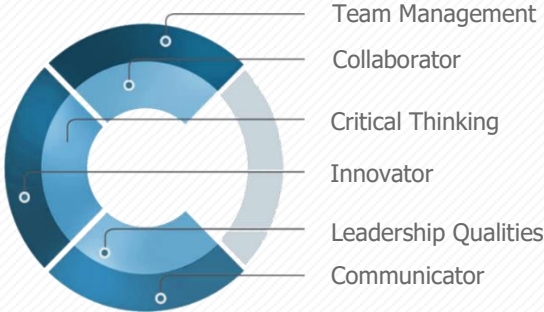 Team Management
Collaborator
Critical Thinking
Innovator
Leadership Qualities
Communicator